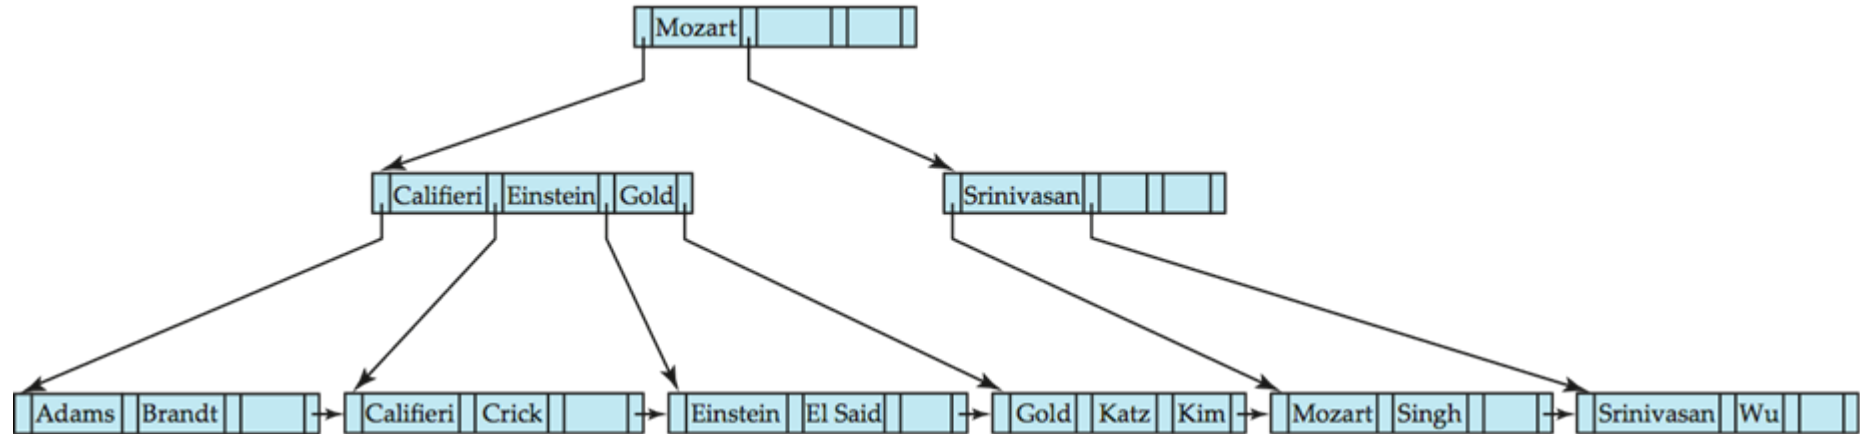 Mozart
Califieri Einstein Gold Srinivasan
Adams Brandt Califieri Crick Einstein El Said Gold Katz Kim Mozart Singh Srinivasan Wu